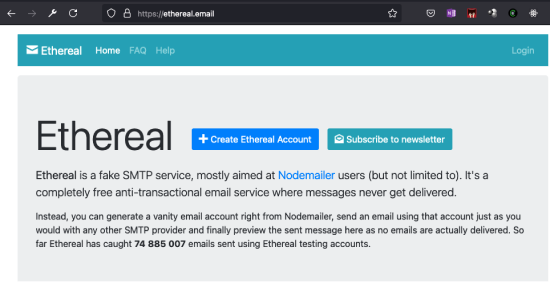 https://ethereal.email
Ethereal Home FAQ Help Login
Ethereal + Create Ethereal Account Subscribe to newsletter
Ethereal is a fake SMTP service, mostly aimed at Nodemailer users (but not limited to). It's a
completely free anti-transactional email service where messages never get delivered.
Instead, you can generate a vanity email account right from Nodemailer, send an email using that account just as you
would with any other SMTP provider and finally preview the sent message here as no emails are actually delivered. So
far Ethereal has caught 74 885 007 emails sent using Ethereal testing accounts.